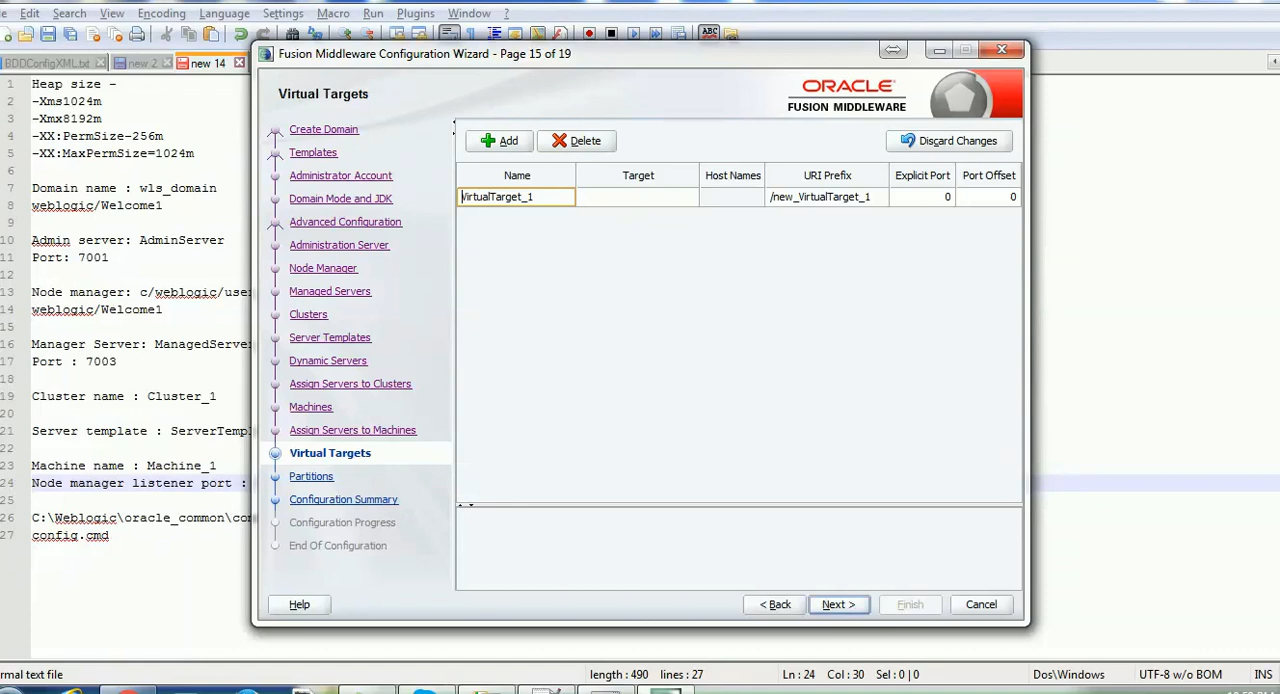 Edit Search View Encoding Language Settings Macro Run Plugins Window ?
Fusion Middleware Configuration Wizard - Page 15 of 19
BDDConfigXML.txt new 2 new 14
Virtual Targets
ORACLE
FUSION MIDDLEWARE
Create Domain
Templates
Administrator Account
Domain Mode and JDK
Advanced Configuration
Administration Server
Node Manager
Managed Servers
Clusters
Server Templates
Dynamic Servers
Assign Servers to Clusters
Machines
Assign Servers to Machines
Virtual Targets
Partitions
Configuration Summary
Configuration Progress
End Of Configuration
Add Delete Discard Changes
Name Target Host Names URI Prefix Explicit Port Port Offset
VirtualTarget_1 /new_VirtualTarget_1 0 0
Help < Back Next > Finish Cancel
1 Heap size -
2 -Xms1024m
3 -Xmx8192m
4 -XX:PermSize-256m
5 -XX:MaxPermSize=1024m
6
7 Domain name : wls_domain
8 weblogic/Welcome1
9
10 Admin server: AdminServer
11 Port: 7001
12
13 Node manager: c/weblogic/use
14 weblogic/Welcome1
15
16 Manager Server: ManagedServer
17 Port : 7003
18
19 Cluster name : Cluster_1
20
21 Server template : ServerTempl
22
23 Machine name : Machine_1
24 Node manager listener port :
25
26 C:\Weblogic\oracle_common\con
27 config.cmd
rmal text file length : 490 lines : 27 Ln : 24 Col : 30 Sel : 0 | 0 Dos\Windows UTF-8 w/o BOM INS